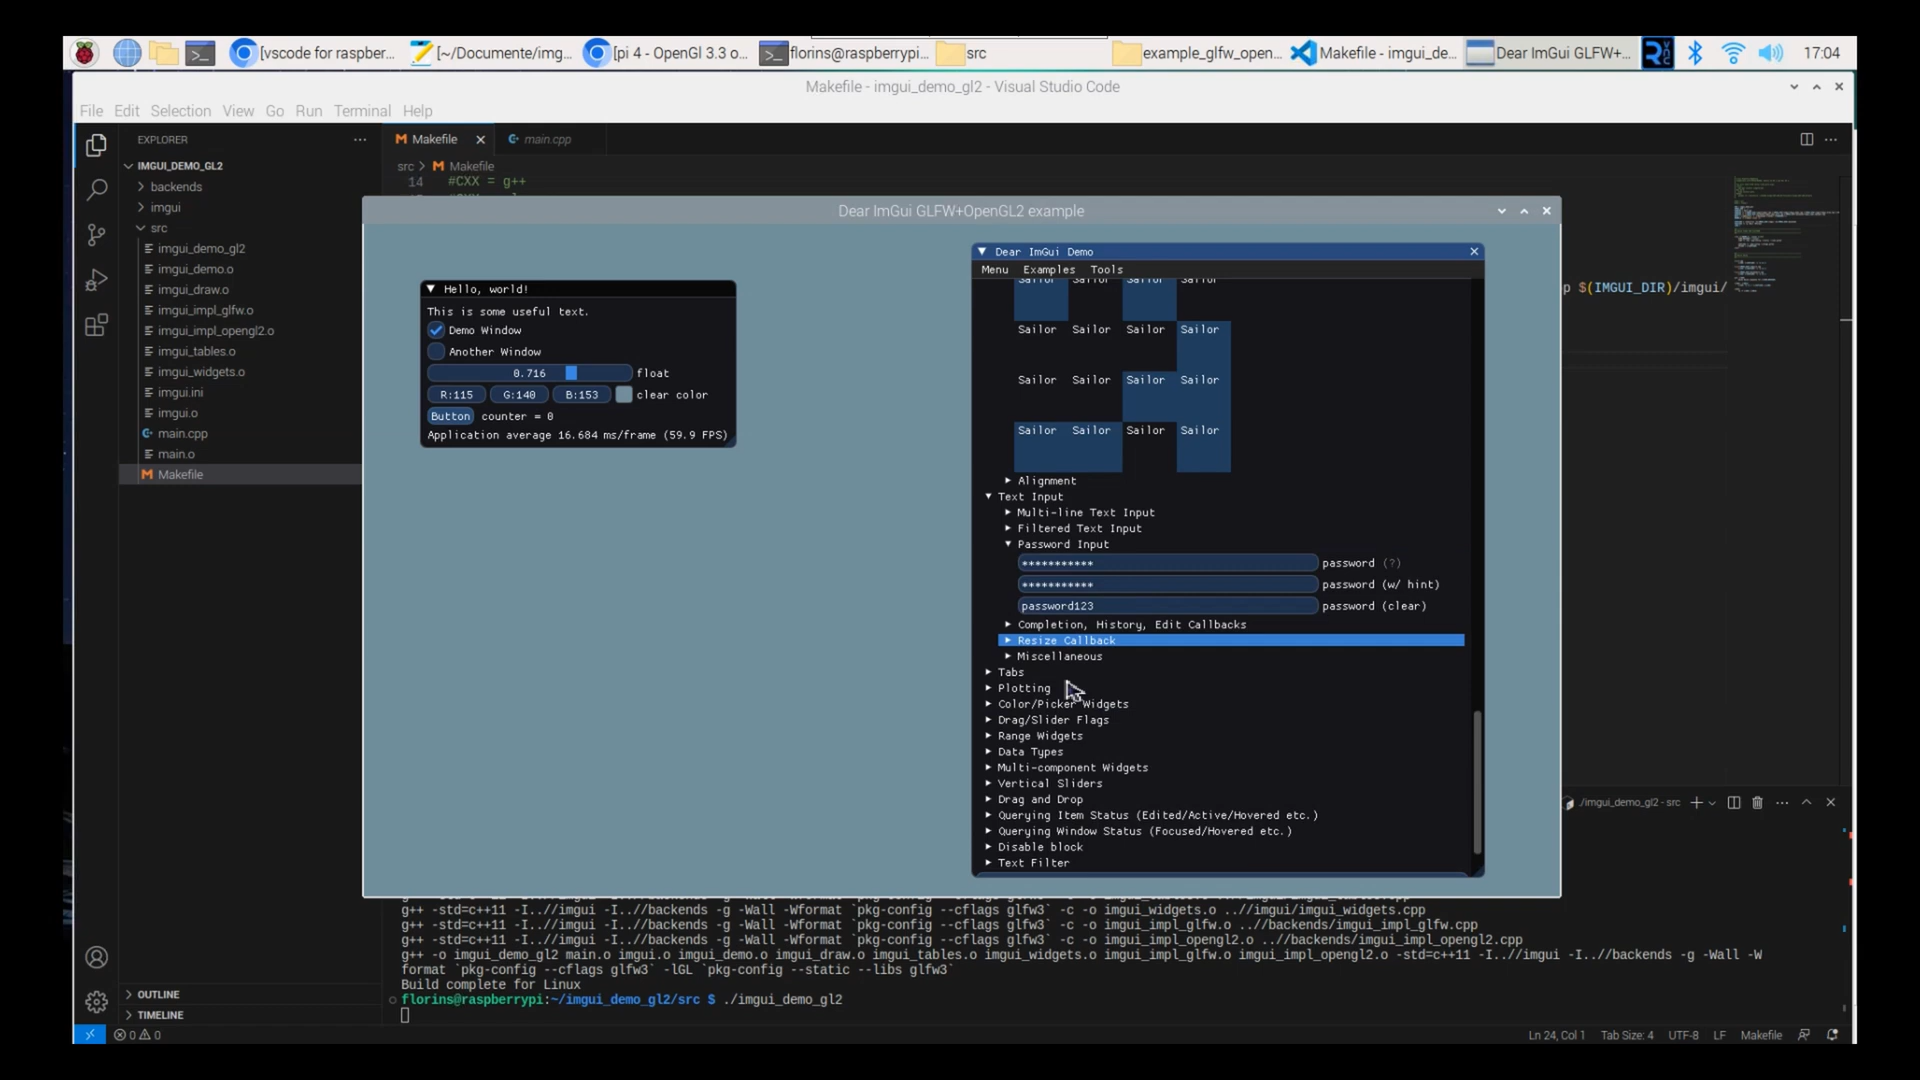 [vscode for raspber...
[~/Documente/img...
[pi 4 - OpenGl 3.3 o...
florins@raspberrypi...
src
example_glfw_open...
Makefile - imgui_de...
Dear ImGui GLFW+...
17:04
Makefile - imgui_demo_gl2 - Visual Studio Code
File Edit Selection View Go Run Terminal Help
EXPLORER
Makefile
main.cpp
IMGUI_DEMO_GL2
src > Makefile
backends
14 #CXX = g++
imgui
src
imgui_demo_gl2
imgui_demo.o
imgui_draw.o
imgui_impl_glfw.o
imgui_impl_opengl2.o
imgui_tables.o
imgui_widgets.o
imgui.ini
imgui.o
main.cpp
main.o
Makefile
p $(IMGUI_DIR)/imgui/
Dear ImGui GLFW+OpenGL2 example
Hello, world!
This is some useful text.
Demo Window
Another Window
0.716 float
R:115 G:140 B:153 clear color
Button counter = 0
Application average 16.684 ms/frame (59.9 FPS)
Dear ImGui Demo
Menu Examples Tools
Sailor Sailor Sailor Sailor
Sailor Sailor Sailor Sailor
Sailor Sailor Sailor Sailor
Sailor Sailor Sailor Sailor
Alignment
Text Input
Multi-line Text Input
Filtered Text Input
Password Input
*********** password (?)
*********** password (w/ hint)
password123 password (clear)
Completion, History, Edit Callbacks
Resize Callback
Miscellaneous
Tabs
Plotting
Color/Picker Widgets
Drag/Slider Flags
Range Widgets
Data Types
Multi-component Widgets
Vertical Sliders
Drag and Drop
Querying Item Status (Edited/Active/Hovered etc.)
Querying Window Status (Focused/Hovered etc.)
Disable block
Text Filter
./imgui_demo_gl2 - src
g++ -std=c++11 -I..//imgui -I..//backends -g -Wall -Wformat `pkg-config --cflags glfw3` -c -o imgui_widgets.o ..//imgui/imgui_widgets.cpp
g++ -std=c++11 -I..//imgui -I..//backends -g -Wall -Wformat `pkg-config --cflags glfw3` -c -o imgui_impl_glfw.o ..//backends/imgui_impl_glfw.cpp
g++ -std=c++11 -I..//imgui -I..//backends -g -Wall -Wformat `pkg-config --cflags glfw3` -c -o imgui_impl_opengl2.o ..//backends/imgui_impl_opengl2.cpp
g++ -o imgui_demo_gl2 main.o imgui.o imgui_demo.o imgui_draw.o imgui_tables.o imgui_widgets.o imgui_impl_glfw.o imgui_impl_opengl2.o -std=c++11 -I..//imgui -I..//backends -g -Wall -W
format `pkg-config --cflags glfw3` -lGL `pkg-config --static --libs glfw3`
Build complete for Linux
florins@raspberrypi:~/imgui_demo_gl2/src $ ./imgui_demo_gl2
OUTLINE
TIMELINE
0 0
Ln 24, Col 1 Tab Size: 4 UTF-8 LF Makefile